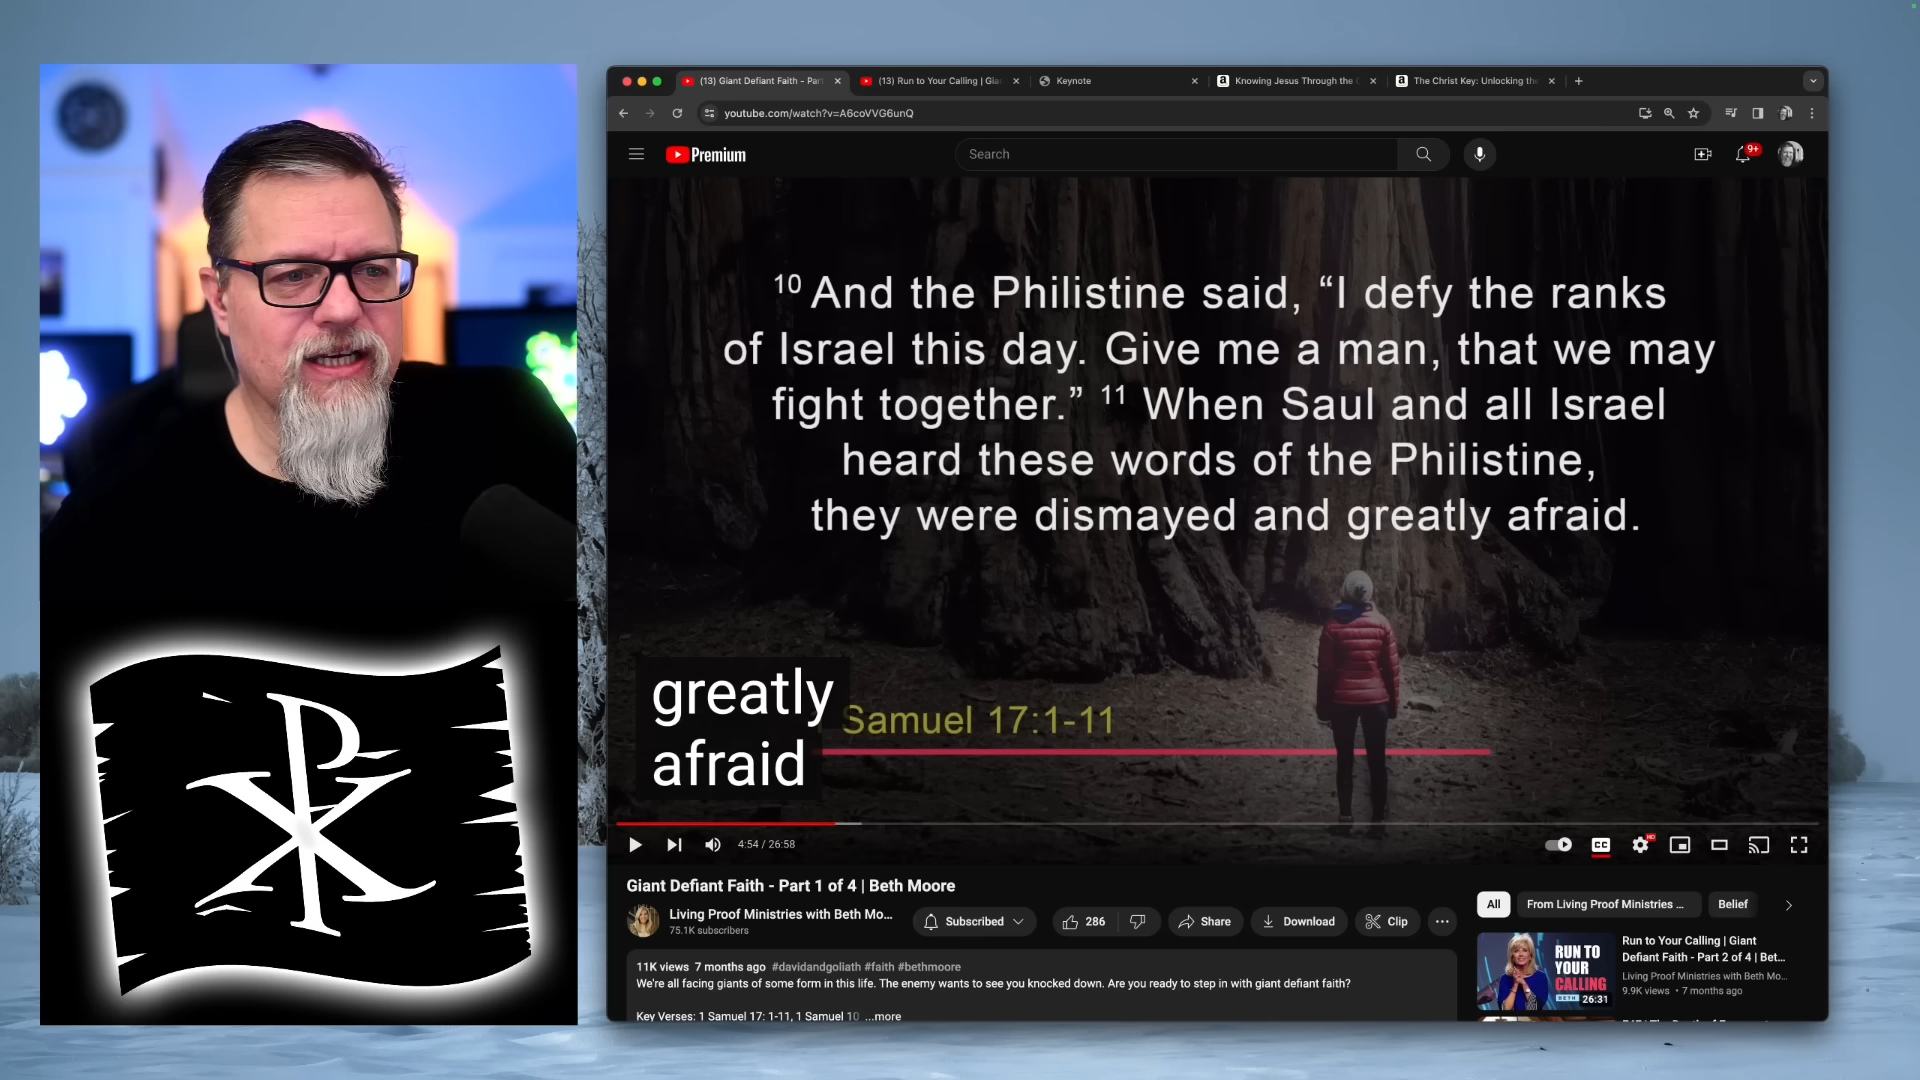 (13) Giant Defiant Faith - Par
(13) Run to Your Calling | Gia
Keynote
Knowing Jesus Through the
The Christ Key: Unlocking the
youtube.com/watch?v=A6coVVG6unQ
Premium
Search
9+
10 And the Philistine said, “I defy the ranks
of Israel this day. Give me a man, that we may
fight together.” 11 When Saul and all Israel
heard these words of the Philistine,
they were dismayed and greatly afraid.
greatly
afraid
Samuel 17:1-11
4:54 / 26:58
CC
HD
Giant Defiant Faith - Part 1 of 4 | Beth Moore
Living Proof Ministries with Beth Mo...
75.1K subscribers
Subscribed
286
Share
Download
Clip
11K views 7 months ago #davidandgoliath #faith #bethmoore
We're all facing giants of some form in this life. The enemy wants to see you knocked down. Are you ready to step in with giant defiant faith?
Key Verses: 1 Samuel 17: 1-11, 1 Samuel 10 ...more
All
From Living Proof Ministries ...
Belief
RUN TO
YOUR
CALLING
BETH
26:31
Run to Your Calling | Giant
Defiant Faith - Part 2 of 4 | Bet...
Living Proof Ministries with Beth Mo...
9.9K views • 7 months ago